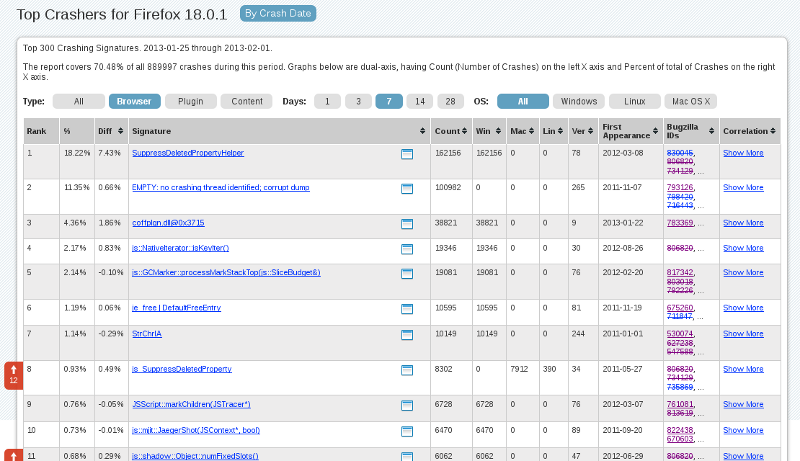 Top Crashers for Firefox 18.0.1 By Crash Date
Top 300 Crashing Signatures. 2013-01-25 through 2013-02-01.
The report covers 70.48% of all 889997 crashes during this period. Graphs below are dual-axis, having Count (Number of Crashes) on the left X axis and Percent of total of Crashes on the right
X axis.
Type: All Browser Plugin Content Days: 1 3 7 14 28 OS: All Windows Linux Mac OS X
Rank % Diff Signature Count Win Mac Lin Ver First Appearance Bugzilla IDs Correlation
1 18.22% 7.43% SuppressDeletedPropertyHelper 162156 162156 0 0 78 2012-03-08 830045, Show More
806820,
734129, ...
2 11.35% 0.66% EMPTY: no crashing thread identified; corrupt dump 100982 0 0 0 265 2011-11-07 793126, Show More
798420,
716443, ...
3 4.36% 1.86% coffplgn.dll@0x3715 38821 38821 0 0 9 2013-01-22 783369, ... Show More
4 2.17% 0.83% js::NativeIterator::isKeyIter() 19346 19346 0 0 30 2012-08-26 806820, ... Show More
5 2.14% -0.10% js::GCMarker::processMarkStackTop(js::SliceBudget&) 19081 19081 0 0 76 2012-02-20 817342, Show More
803018,
782226, ...
6 1.19% 0.06% je_free | DefaultFreeEntry 10595 10595 0 0 81 2011-11-19 675260, Show More
711847, ...
7 1.14% -0.29% StrChrIA 10149 10149 0 0 244 2011-01-01 530074, Show More
627238,
547588, ...
8 0.93% 0.49% js_SuppressDeletedProperty 8302 0 7912 390 34 2011-05-27 806820, Show More
12
734129,
735869, ...
9 0.76% -0.05% JSScript::markChildren(JSTracer*) 6728 6728 0 0 76 2012-03-07 761081, Show More
813619, ...
10 0.73% -0.01% js::mjit::JaegerShot(JSContext*, bool) 6470 6470 0 0 89 2011-09-20 822438, Show More
670603, ...
11 0.68% 0.29% js::shadow::Object::numFixedSlots() 6062 6062 0 0 47 2012-06-29 806820, ... Show More